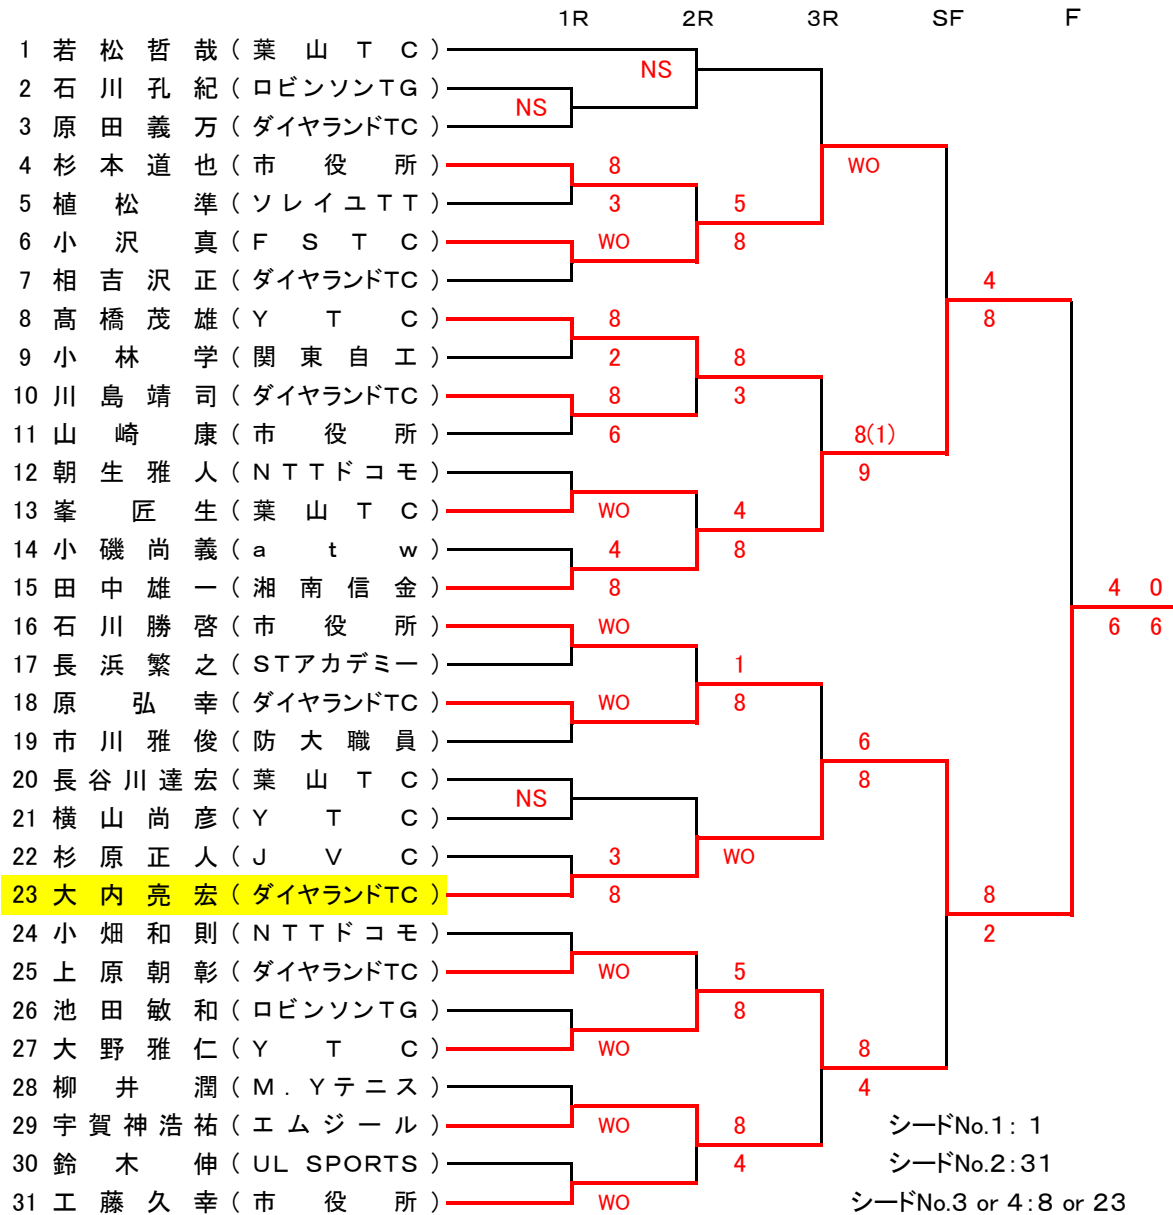 1R 2R 3R SF F
1 若松哲哉(葉山TC)
NS
2 石川孔紀(ロビンソンTG)
NS
3 原田義万(ダイヤランドTC)
4 杉本道也(市役所) 8 WO
5 植松準(ソレイユTT) 3 5
6 小沢真(FSTC) WO 8
7 相吉沢正(ダイヤランドTC) 4
8 髙橋茂雄(YTC) 8 8
9 小林学(関東自工) 2 8
10 川島靖司(ダイヤランドTC) 8 3
11 山崎康(市役所) 6 8(1)
12 朝生雅人(NTTドコモ) 9
13 峯匠生(葉山TC) WO 4
14 小磯尚義(atw) 4 8
15 田中雄一(湘南信金) 8 4 0
16 石川勝啓(市役所) WO 6 6
17 長浜繁之(STアカデミー) 1
18 原弘幸(ダイヤランドTC) WO 8
19 市川雅俊(防大職員) 6
20 長谷川達宏(葉山TC) 8
NS
21 横山尚彦(YTC)
22 杉原正人(JVC) 3 WO
23 大内亮宏(ダイヤランドTC) 8 8
24 小畑和則(NTTドコモ) 2
25 上原朝彰(ダイヤランドTC) WO 5
26 池田敏和(ロビンソンTG) 8
27 大野雅仁(YTC) WO 8
28 柳井潤(M.Yテニス) 4
29 宇賀神浩祐(エムジール) WO 8 シードNo.1:1
30 鈴木伸(UL SPORTS) 4 シードNo.2:31
31 工藤久幸(市役所) WO シードNo.3 or 4:8 or 23